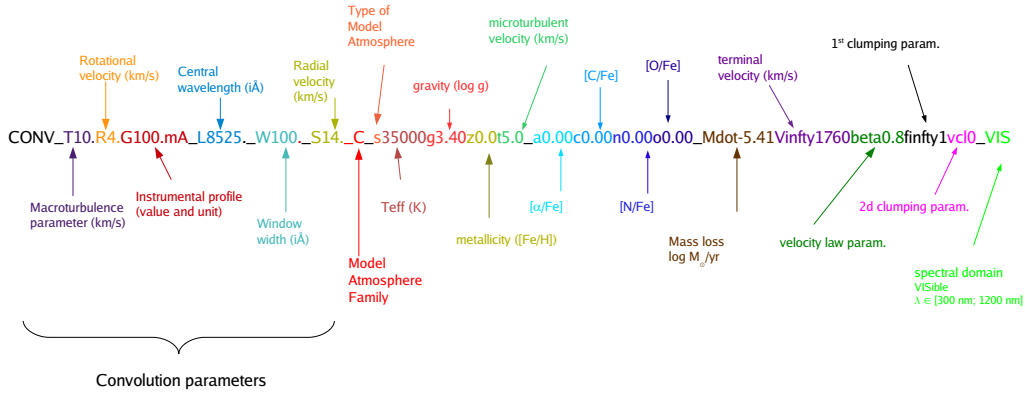 Type of
Model
Atmosphere
microturbulent
velocity (km/s)
1st clumping param.
Rotational
velocity (km/s)
Central
wavelength (iÅ)
Radial
velocity
(km/s)
gravity (log g)
[C/Fe]
[O/Fe]
terminal
velocity (km/s)
CONV_T10.R4.G100.mA_L8525._W100._S14._C_s35000g3.40z0.0t5.0_a0.00c0.00n0.00o0.00_Mdot-5.41Vinfty1760beta0.8finfty1vcl0_VIS
Macroturbulence
parameter (km/s)
Instrumental profile
(value and unit)
Window
width (iÅ)
Model
Atmosphere
Family
Teff (K)
metallicity ([Fe/H])
[α/Fe]
[N/Fe]
Mass loss
log M☉/yr
velocity law param.
2d clumping param.
spectral domain
VISible
λ ∈ [300 nm; 1200 nm]
Convolution parameters